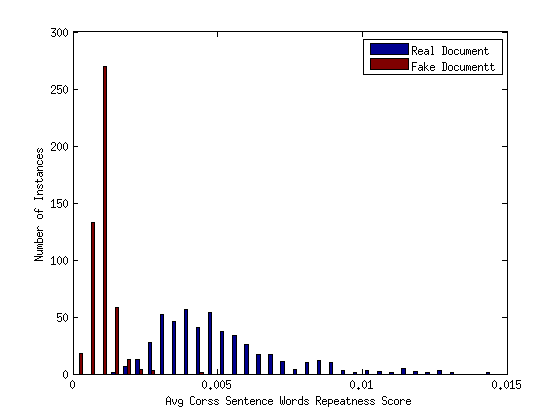 300
250
200
150
100
50
0
0
0.005
0.01
0.015
Number of Instances
Avg Corss Sentence Words Repeatness Score
Real Document
Fake Documentt